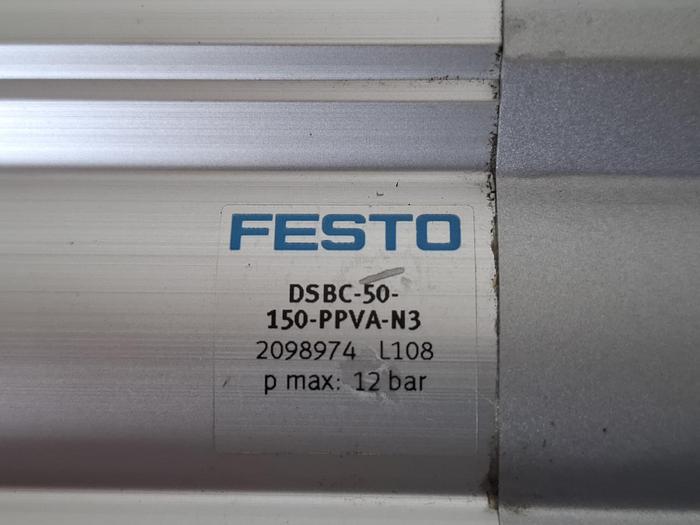 FESTO
DSBC-50-
150-PPVA-N3
2098974 L108
p max: 12 bar